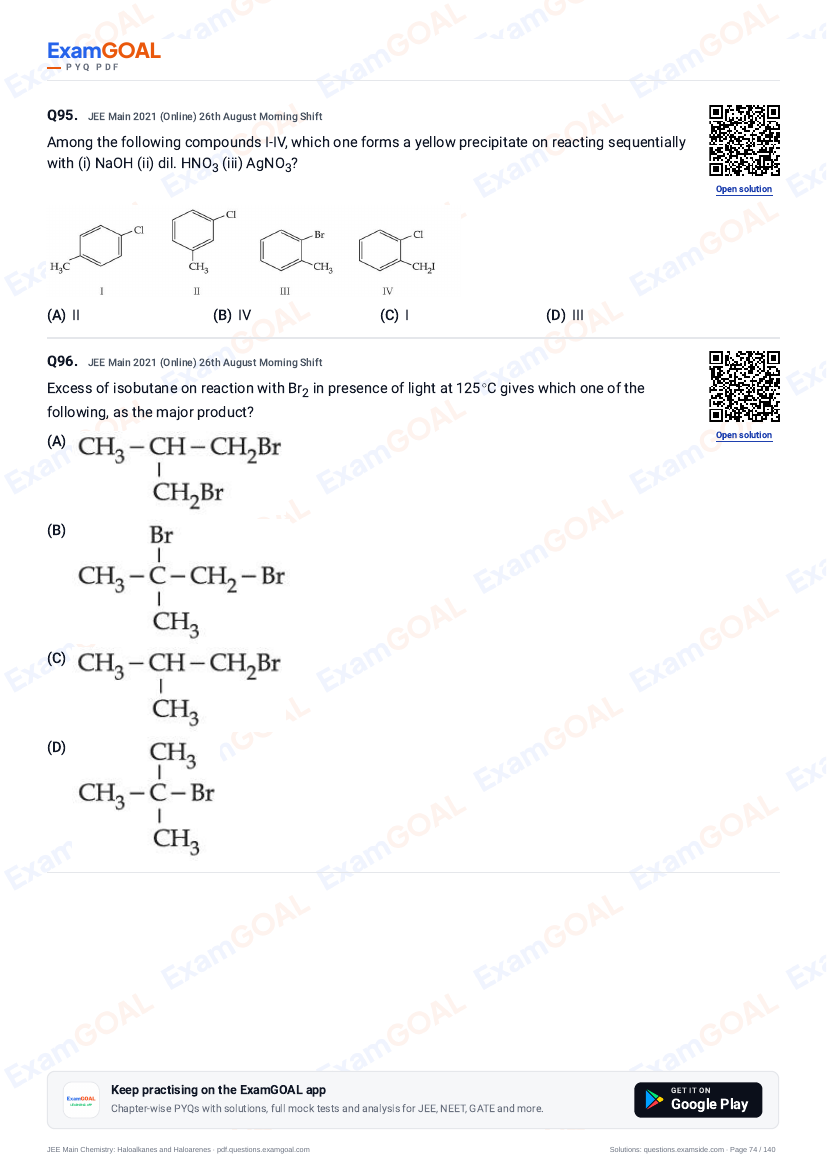 ExamGOAL
PYQ PDF
Q95. JEE Main 2021 (Online) 26th August Morning Shift
Among the following compounds I-IV, which one forms a yellow precipitate on reacting sequentially
with (i) NaOH (ii) dil. HNO3 (iii) AgNO3?
Open solution
Cl
H3C
I
Cl
CH3
II
Br
CH3
III
Cl
CH2I
IV
(A) II (B) IV (C) I (D) III
Q96. JEE Main 2021 (Online) 26th August Morning Shift
Excess of isobutane on reaction with Br2 in presence of light at 125°C gives which one of the
following, as the major product?
Open solution
(A) CH3 – CH – CH2Br
CH2Br
(B) Br
CH3 – C – CH2 – Br
CH3
(C) CH3 – CH – CH2Br
CH3
(D) CH3
CH3 – C – Br
CH3
ExamGOAL
Keep practising on the ExamGOAL app
Chapter-wise PYQs with solutions, full mock tests and analysis for JEE, NEET, GATE and more.
GET IT ON
Google Play
JEE Main Chemistry: Haloalkanes and Haloarenes · pdf.questions.examgoal.com
Solutions: questions.examside.com · Page 74 / 140